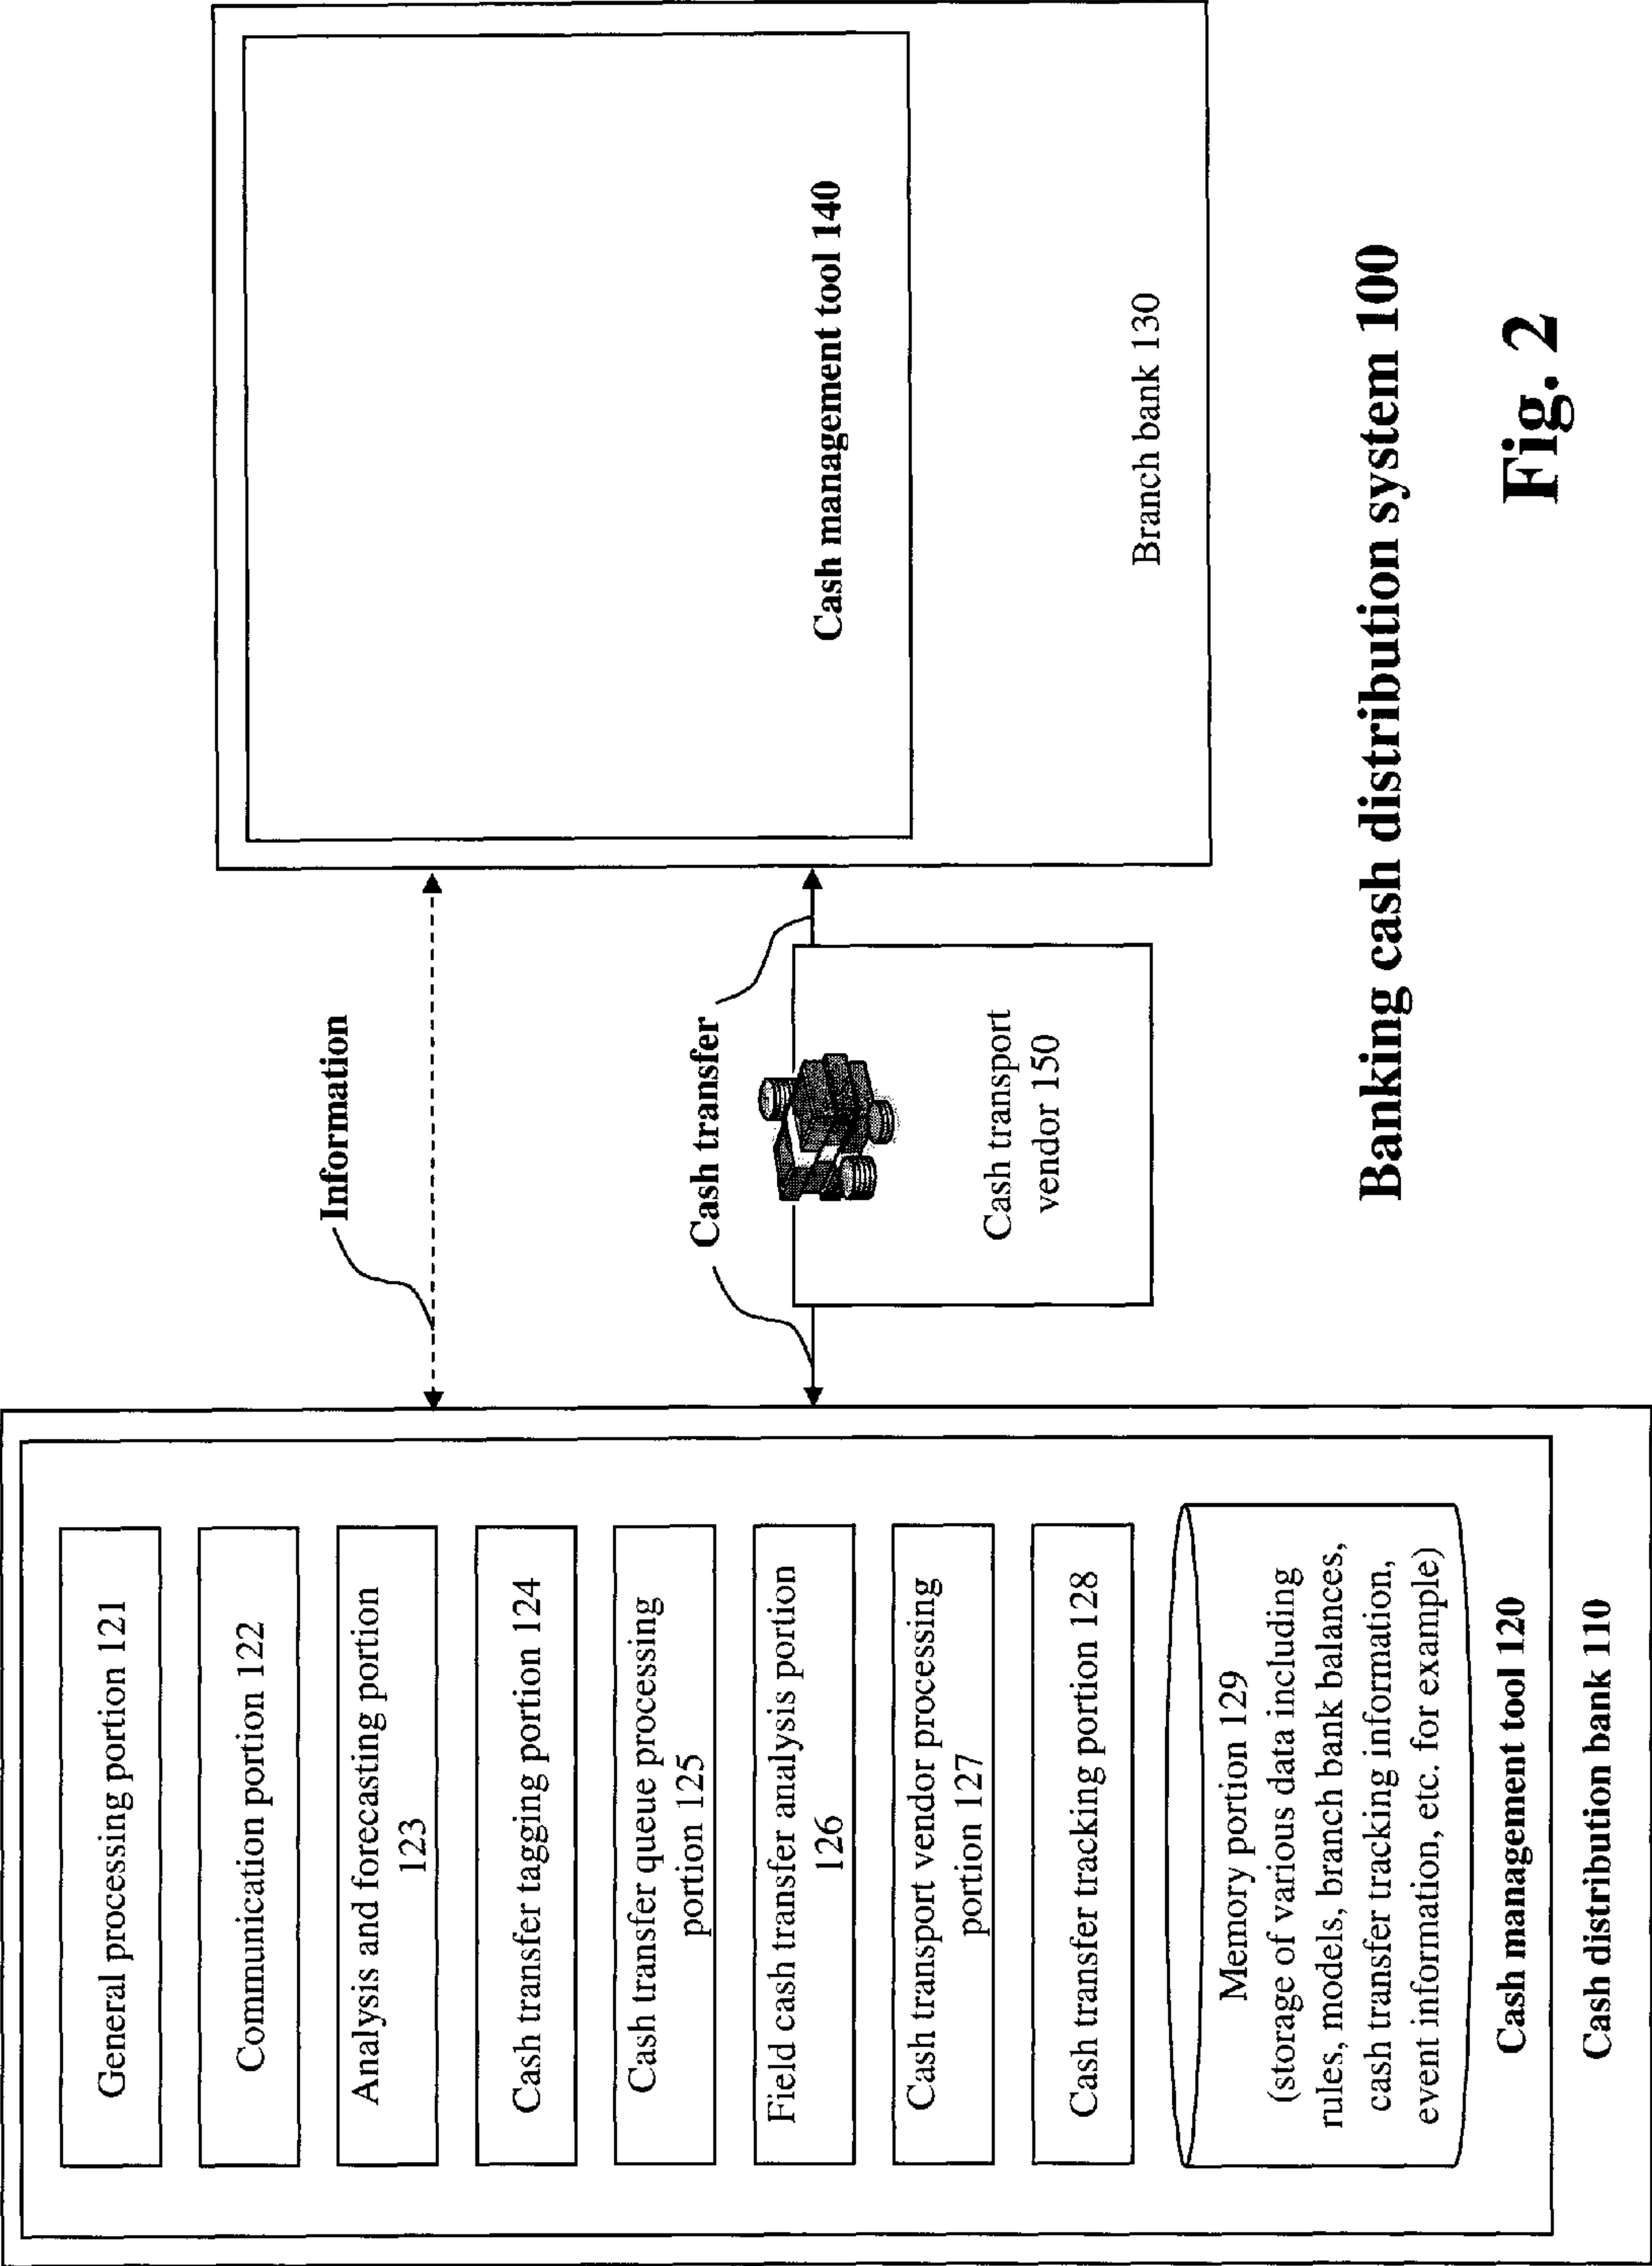 General processing portion 121
Communication portion 122
Analysis and forecasting portion
123
Cash transfer tagging portion 124
Cash transfer queue processing
portion 125
Field cash transfer analysis portion
126
Cash transport vendor processing
portion 127
Cash transfer tracking portion 128
Memory portion 129
(storage of various data including
rules, models, branch bank balances,
cash transfer tracking information,
event information, etc. for example)
Cash management tool 120
Cash distribution bank 110
Information
Cash transfer
Cash transport
vendor 150
Cash management tool 140
Branch bank 130
Banking cash distribution system 100
Fig. 2